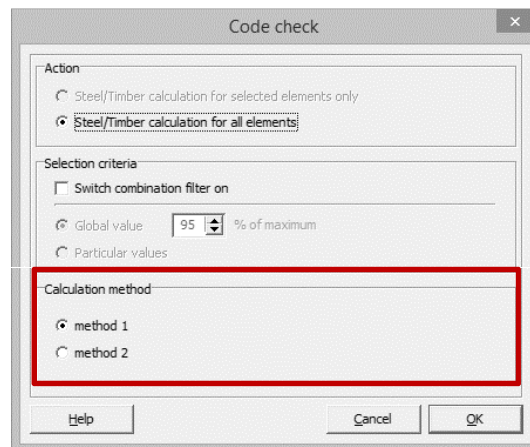 Code check
Action
Steel/Timber calculation for selected elements only
Steel/Timber calculation for all elements
Selection criteria
Switch combination filter on
Global value 95 % of maximum
Particular values
Calculation method
method 1
method 2
Help Cancel OK